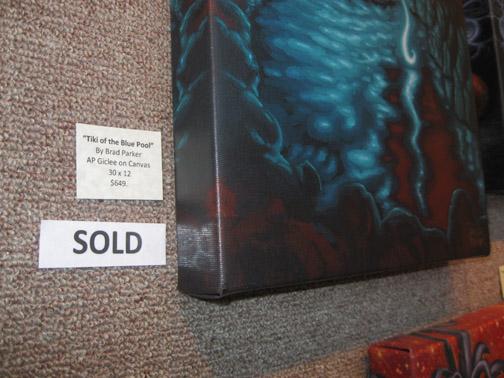 "Tiki of the Blue Pool"
By Brad Parker
AP Giclee on Canvas
30 x 12
$649.
SOLD